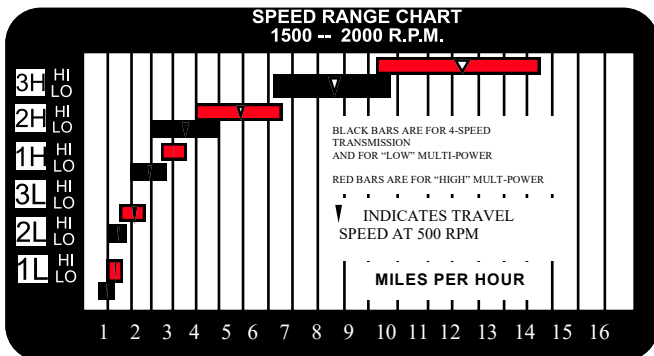 SPEED RANGE CHART
1500 -- 2000 R.P.M.
3H HI
LO
2H HI
LO
1H HI
LO
3L HI
LO
2L HI
LO
1L HI
LO
BLACK BARS ARE FOR 4-SPEED
TRANSMISSION
AND FOR “LOW” MULTI-POWER
RED BARS ARE FOR “HIGH” MULT-POWER
INDICATES TRAVEL
SPEED AT 500 RPM
MILES PER HOUR
1 2 3 4 5 6 7 8 9 10 11 12 13 14 15 16